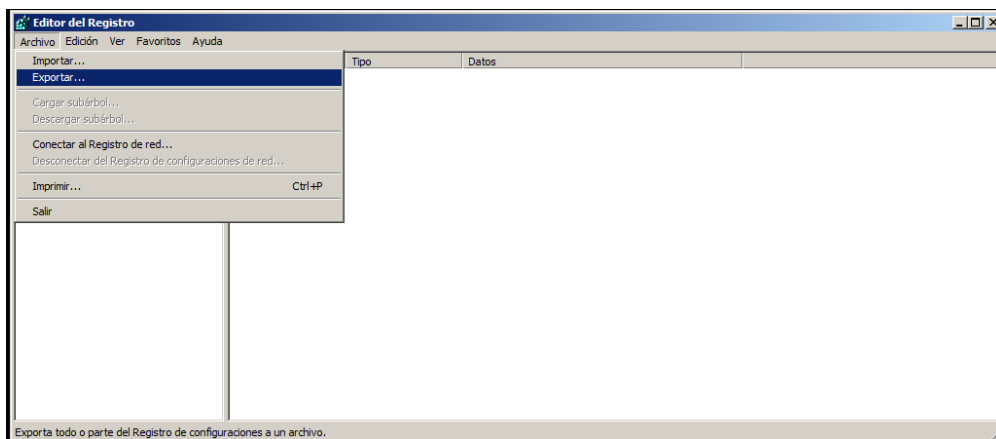 Editor del Registro
Archivo Edición Ver Favoritos Ayuda
Tipo Datos
Importar...
Exportar...
Cargar subárbol...
Descargar subárbol...
Conectar al Registro de red...
Desconectar del Registro de configuraciones de red...
Imprimir... Ctrl+P
Salir
Exporta todo o parte del Registro de configuraciones a un archivo.